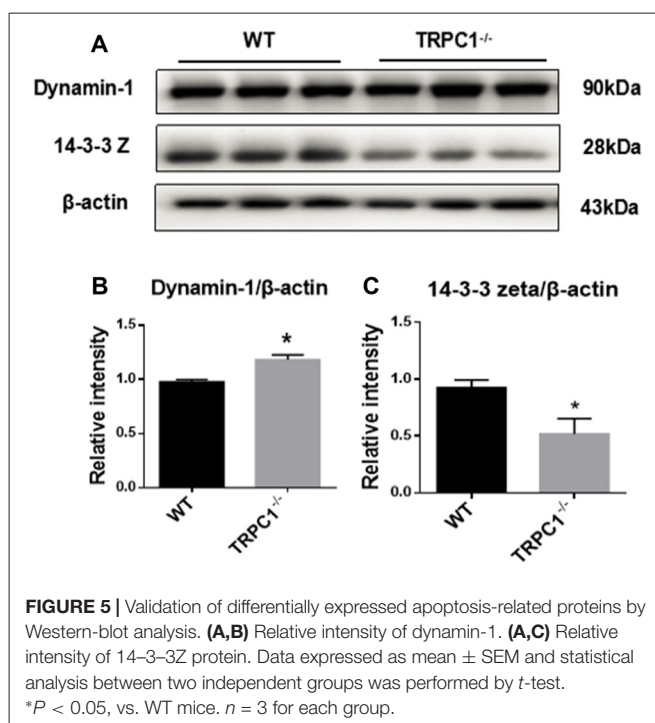 A
WT TRPC1-/-
Dynamin-1 90kDa
14-3-3 Z 28kDa
β-actin 43kDa
B Dynamin-1/β-actin
Relative intensity
1.5
1.0
0.5
0.0
*
WT
TRPC1-/-
C 14-3-3 zeta/β-actin
Relative intensity
1.5
1.0
0.5
0.0
*
WT
TRPC1-/-
FIGURE 5 | Validation of differentially expressed apoptosis-related proteins by
Western-blot analysis. (A,B) Relative intensity of dynamin-1. (A,C) Relative
intensity of 14–3–3Z protein. Data expressed as mean ± SEM and statistical
analysis between two independent groups was performed by t-test.
*P < 0.05, vs. WT mice. n = 3 for each group.